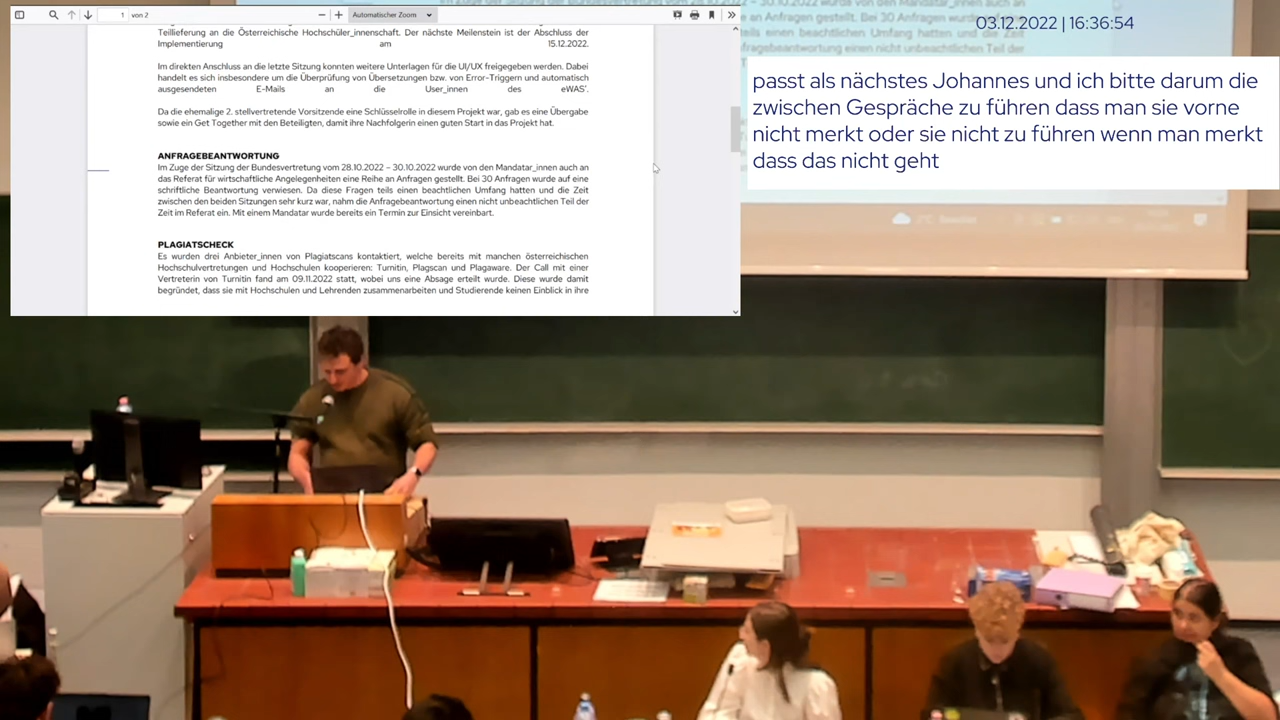 1 von 2
Automatischer Zoom
Teillieferung an die Österreichische Hochschüler_innenschaft. Der nächste Meilenstein ist der Abschluss der
Implementierung am 15.12.2022.
Im direkten Anschluss an die letzte Sitzung konnten weitere Unterlagen für die UI/UX freigegeben werden. Dabei
handelt es sich insbesondere um die Überprüfung von Übersetzungen bzw. von Error-Triggern und automatisch
ausgesendeten E-Mails an die User_innen des eWAS'.
Da die ehemalige 2. stellvertretende Vorsitzende eine Schlüsselrolle in diesem Projekt war, gab es eine Übergabe
sowie ein Get Together mit den Beteiligten, damit ihre Nachfolgerin einen guten Start in das Projekt hat.
ANFRAGEBEANTWORTUNG
Im Zuge der Sitzung der Bundesvertretung vom 28.10.2022 – 30.10.2022 wurde von den Mandatar_innen auch an
das Referat für wirtschaftliche Angelegenheiten eine Reihe an Anfragen gestellt. Bei 30 Anfragen wurde auf eine
schriftliche Beantwortung verwiesen. Da diese Fragen teils einen beachtlichen Umfang hatten und die Zeit
zwischen den beiden Sitzungen sehr kurz war, nahm die Anfragebeantwortung einen nicht unbeachtlichen Teil der
Zeit im Referat ein. Mit einem Mandatar wurde bereits ein Termin zur Einsicht vereinbart.
PLAGIATSCHECK
Es wurden drei Anbieter_innen von Plagiatscans kontaktiert, welche bereits mit manchen österreichischen
Hochschulvertretungen und Hochschulen kooperieren: Turnitin, Plagscan und Plagaware. Der Call mit einer
Vertreterin von Turnitin fand am 09.11.2022 statt, wobei uns eine Absage erteilt wurde. Diese wurde damit
begründet, dass sie mit Hochschulen und Lehrenden zusammenarbeiten und Studierende keinen Einblick in ihre
03.12.2022 | 16:36:54
passt als nächstes Johannes und ich bitte darum die
zwischen Gespräche zu führen dass man sie vorne
nicht merkt oder sie nicht zu führen wenn man merkt
dass das nicht geht